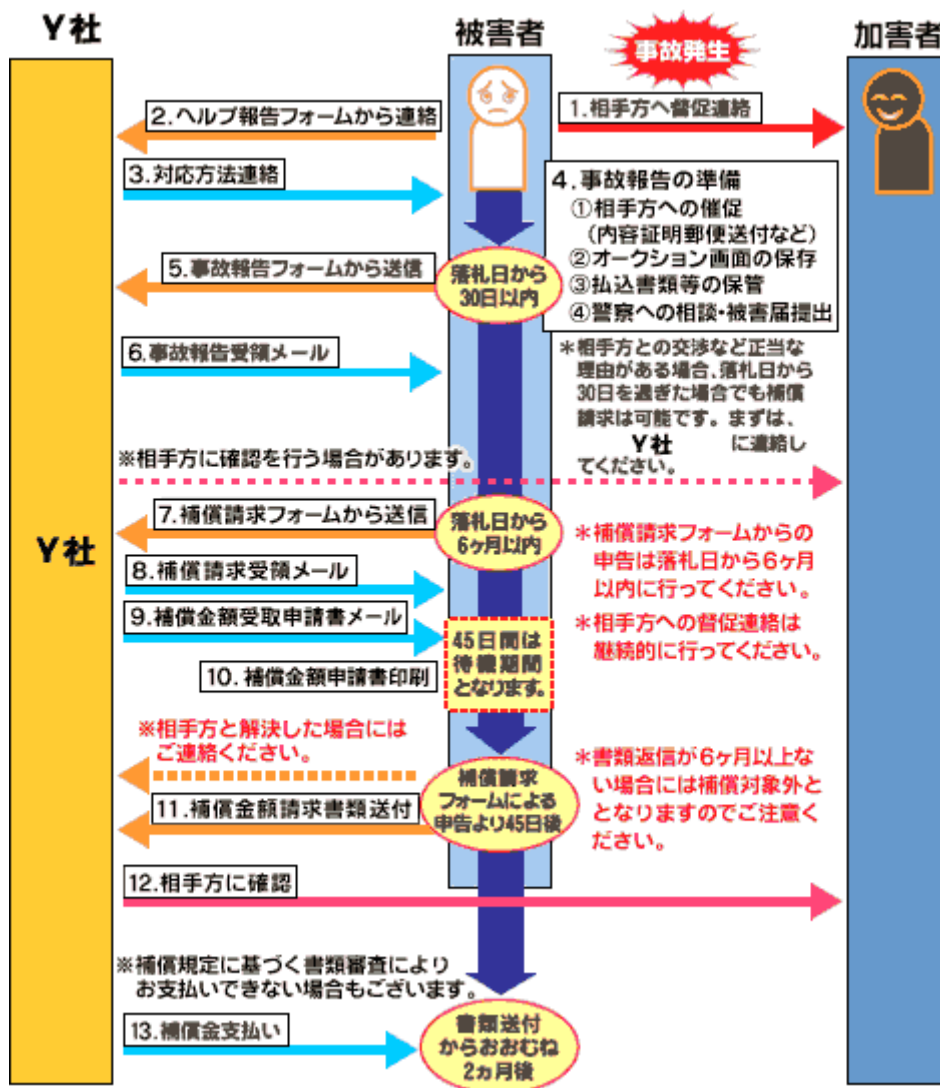 Y社
被害者
事故発生
加害者
2.ヘルプ報告フォームから連絡
1.相手方へ督促連絡
3.対応方法連絡
4.事故報告の準備
①相手方への催促
(内容証明郵便送付など)
②オークション画面の保存
③払込書類等の保管
④警察への相談・被害届提出
5.事故報告フォームから送信
落札日から
30日以内
6.事故報告受領メール
*相手方との交渉など正当な
理由がある場合、落札日から
30日を過ぎた場合でも補償
請求は可能です。まずは、
Y社 に連絡し
てください。
※相手方に確認を行う場合があります。
7.補償請求フォームから送信
落札日から
6ヶ月以内
Y社
8.補償請求受領メール
*補償請求フォームからの
申告は落札日から6ヶ月
以内に行ってください。
9.補償金額受取申請書メール
*相手方への督促連絡は
継続的に行ってください。
45日間は
待機期間
となります。
10.補償金額申請書印刷
※相手方と解決した場合には
ご連絡ください。
補償請求
フォームによる
申告より45日後
*書類返信が6ヶ月以上な
い場合には補償対象外と
となりますのでご注意く
ださい。
11.補償金額請求書類送付
12.相手方に確認
※補償規定に基づく書類審査により
お支払いできない場合もございます。
13.補償金支払い
書類送付
からおおむね
2ヵ月後